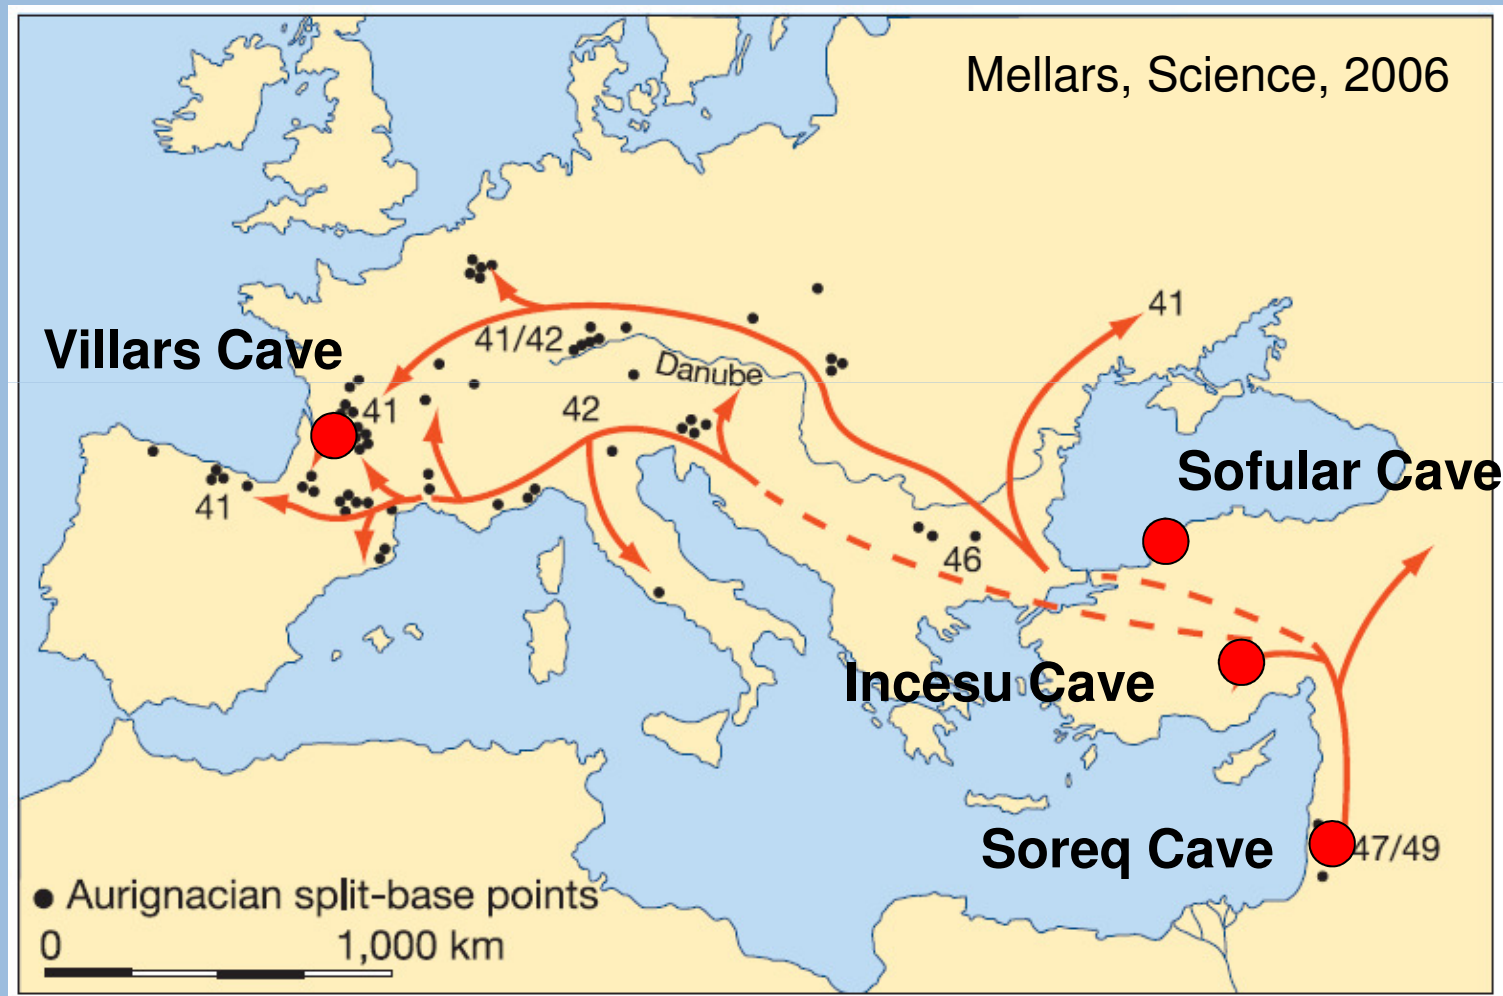 Mellars, Science, 2006
41
Villars Cave
41/42
Danube
41
42
Sofular Cave
41
46
Incesu Cave
Soreq Cave
47/49
Aurignacian split-base points
0 1,000 km